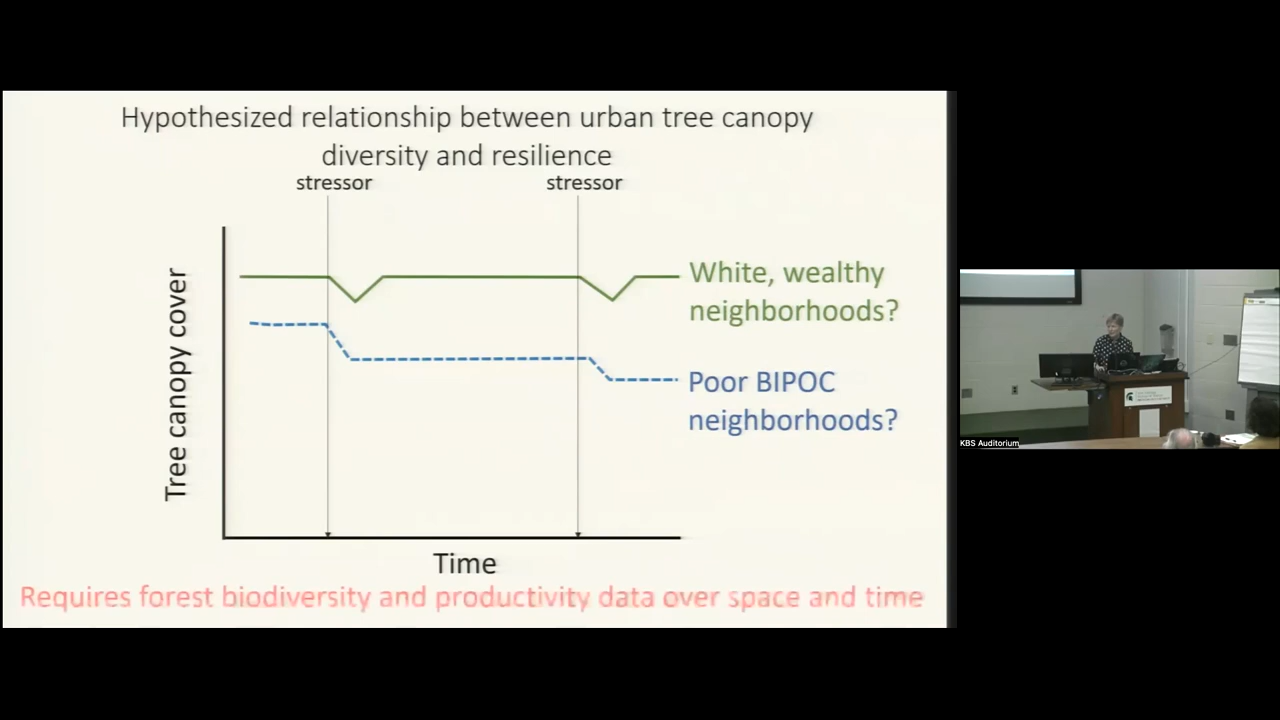 Hypothesized relationship between urban tree canopy
diversity and resilience
stressor
stressor
Tree canopy cover
White, wealthy
neighborhoods?
Poor BIPOC
neighborhoods?
Time
Requires forest biodiversity and productivity data over space and time
KBS Auditorium